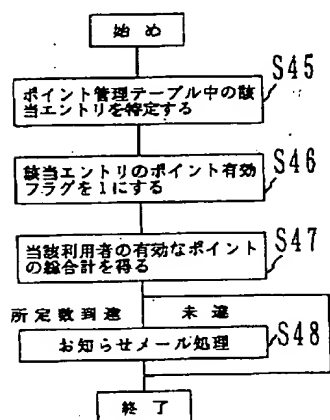 始め
S45
ポイント管理テーブル中の該
当エントリを特定する
S46
該当エントリのポイント有効
フラグを1にする
S47
当該利用者の有効なポイント
の総合計を得る
所定数到達 未達
S48
お知らせメール処理
終了